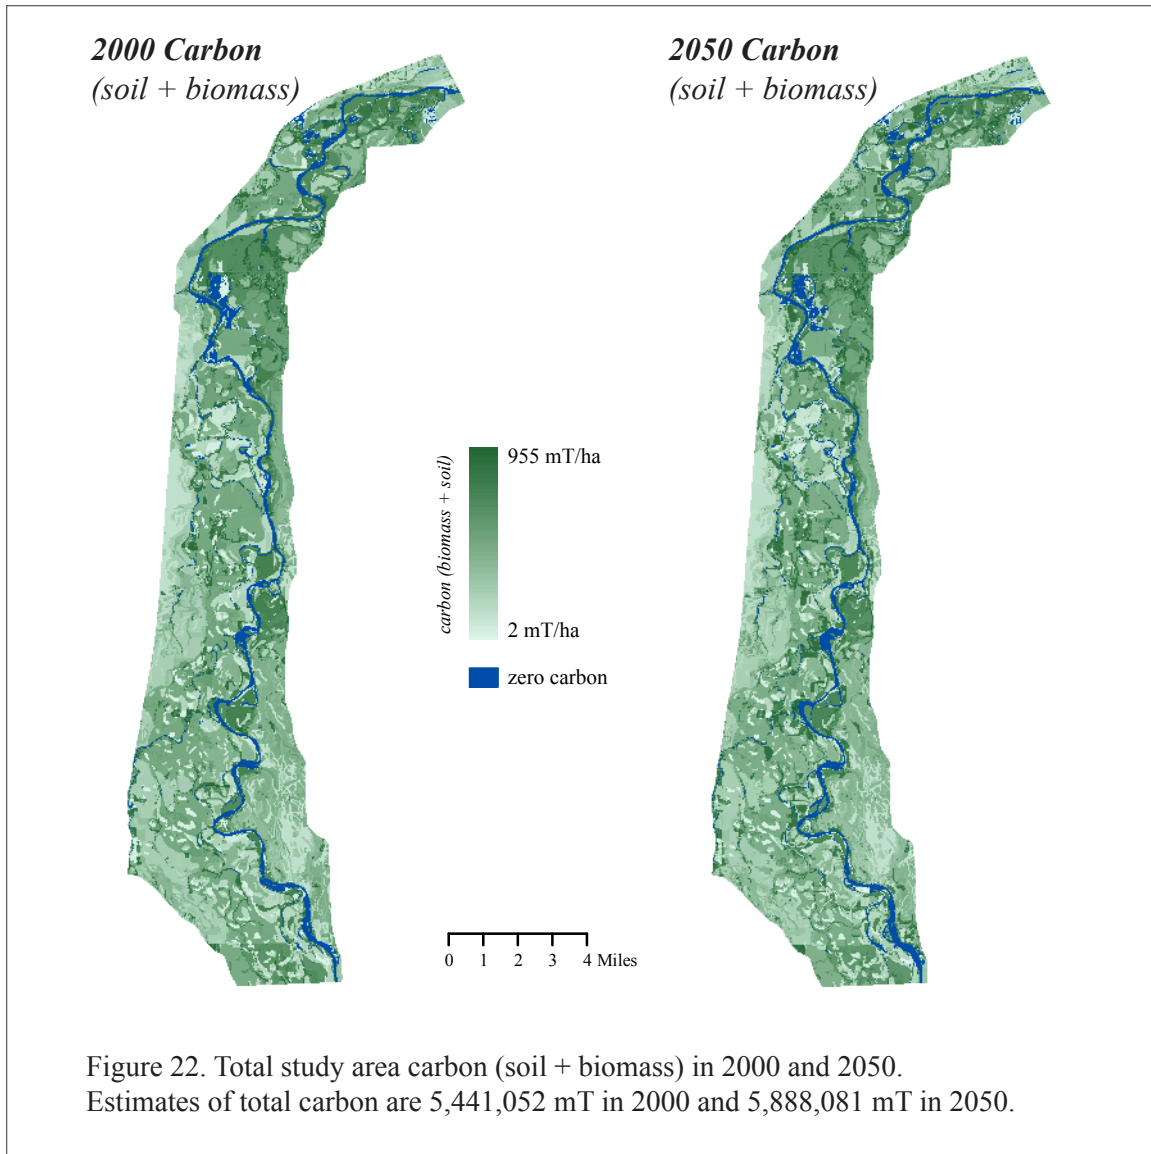 2000 Carbon
(soil + biomass)
2050 Carbon
(soil + biomass)
carbon (biomass + soil)
955 mT/ha
2 mT/ha
zero carbon
0 1 2 3 4 Miles
Figure 22. Total study area carbon (soil + biomass) in 2000 and 2050.
Estimates of total carbon are 5,441,052 mT in 2000 and 5,888,081 mT in 2050.